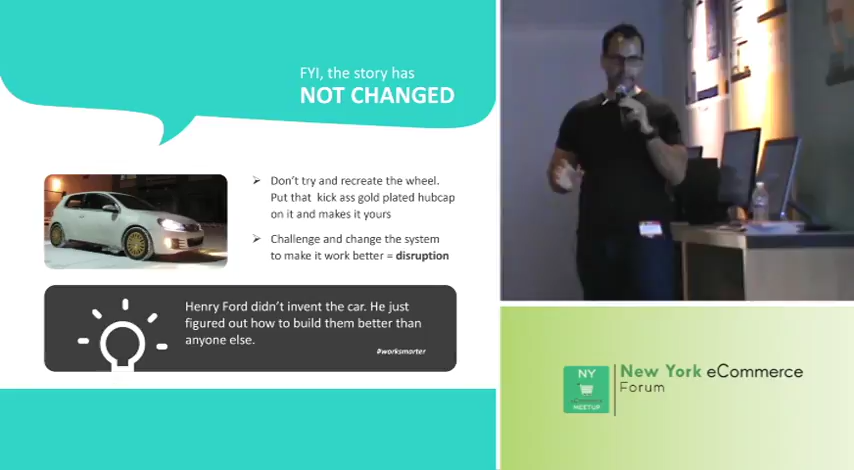 FYI, the story has
NOT CHANGED
➢ Don't try and recreate the wheel.
Put that kick ass gold plated hubcap
on it and makes it yours
➢ Challenge and change the system
to make it work better = disruption
Henry Ford didn't invent the car. He just
figured out how to build them better than
anyone else.
#worksmarter
NY
eCommerce
MEETUP
New York eCommerce
Forum